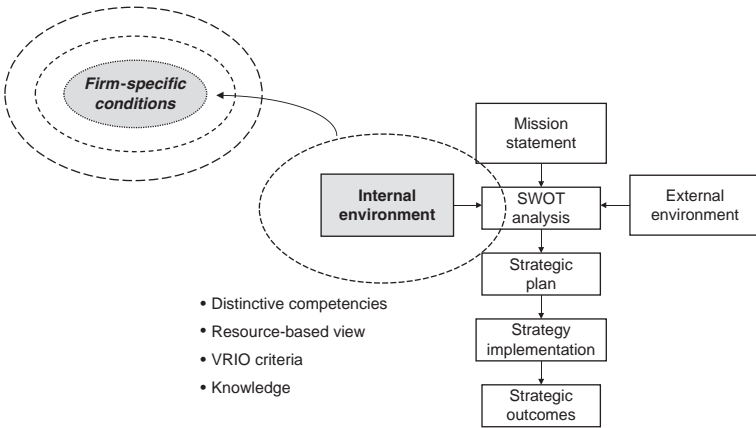 Firm-specific
conditions
Mission
statement
Internal
environment
SWOT
analysis
External
environment
Strategic
plan
• Distinctive competencies
• Resource-based view
• VRIO criteria
• Knowledge
Strategy
implementation
Strategic
outcomes